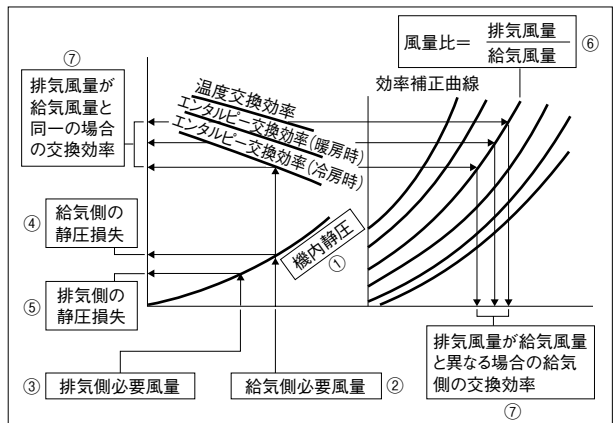 ⑦
排気風量が
給気風量と
同一の場合
の交換効率
④
給気側の
静圧損失
⑤
排気側の
静圧損失
③ 排気側必要風量
給気側必要風量 ②
温度交換効率
エンタルピー交換効率(暖房時)
エンタルピー交換効率(冷房時)
機内静圧
①
風量比＝ 排気風量
給気風量
⑥
効率補正曲線
排気風量が給気風量
と異なる場合の給気
側の交換効率
⑦